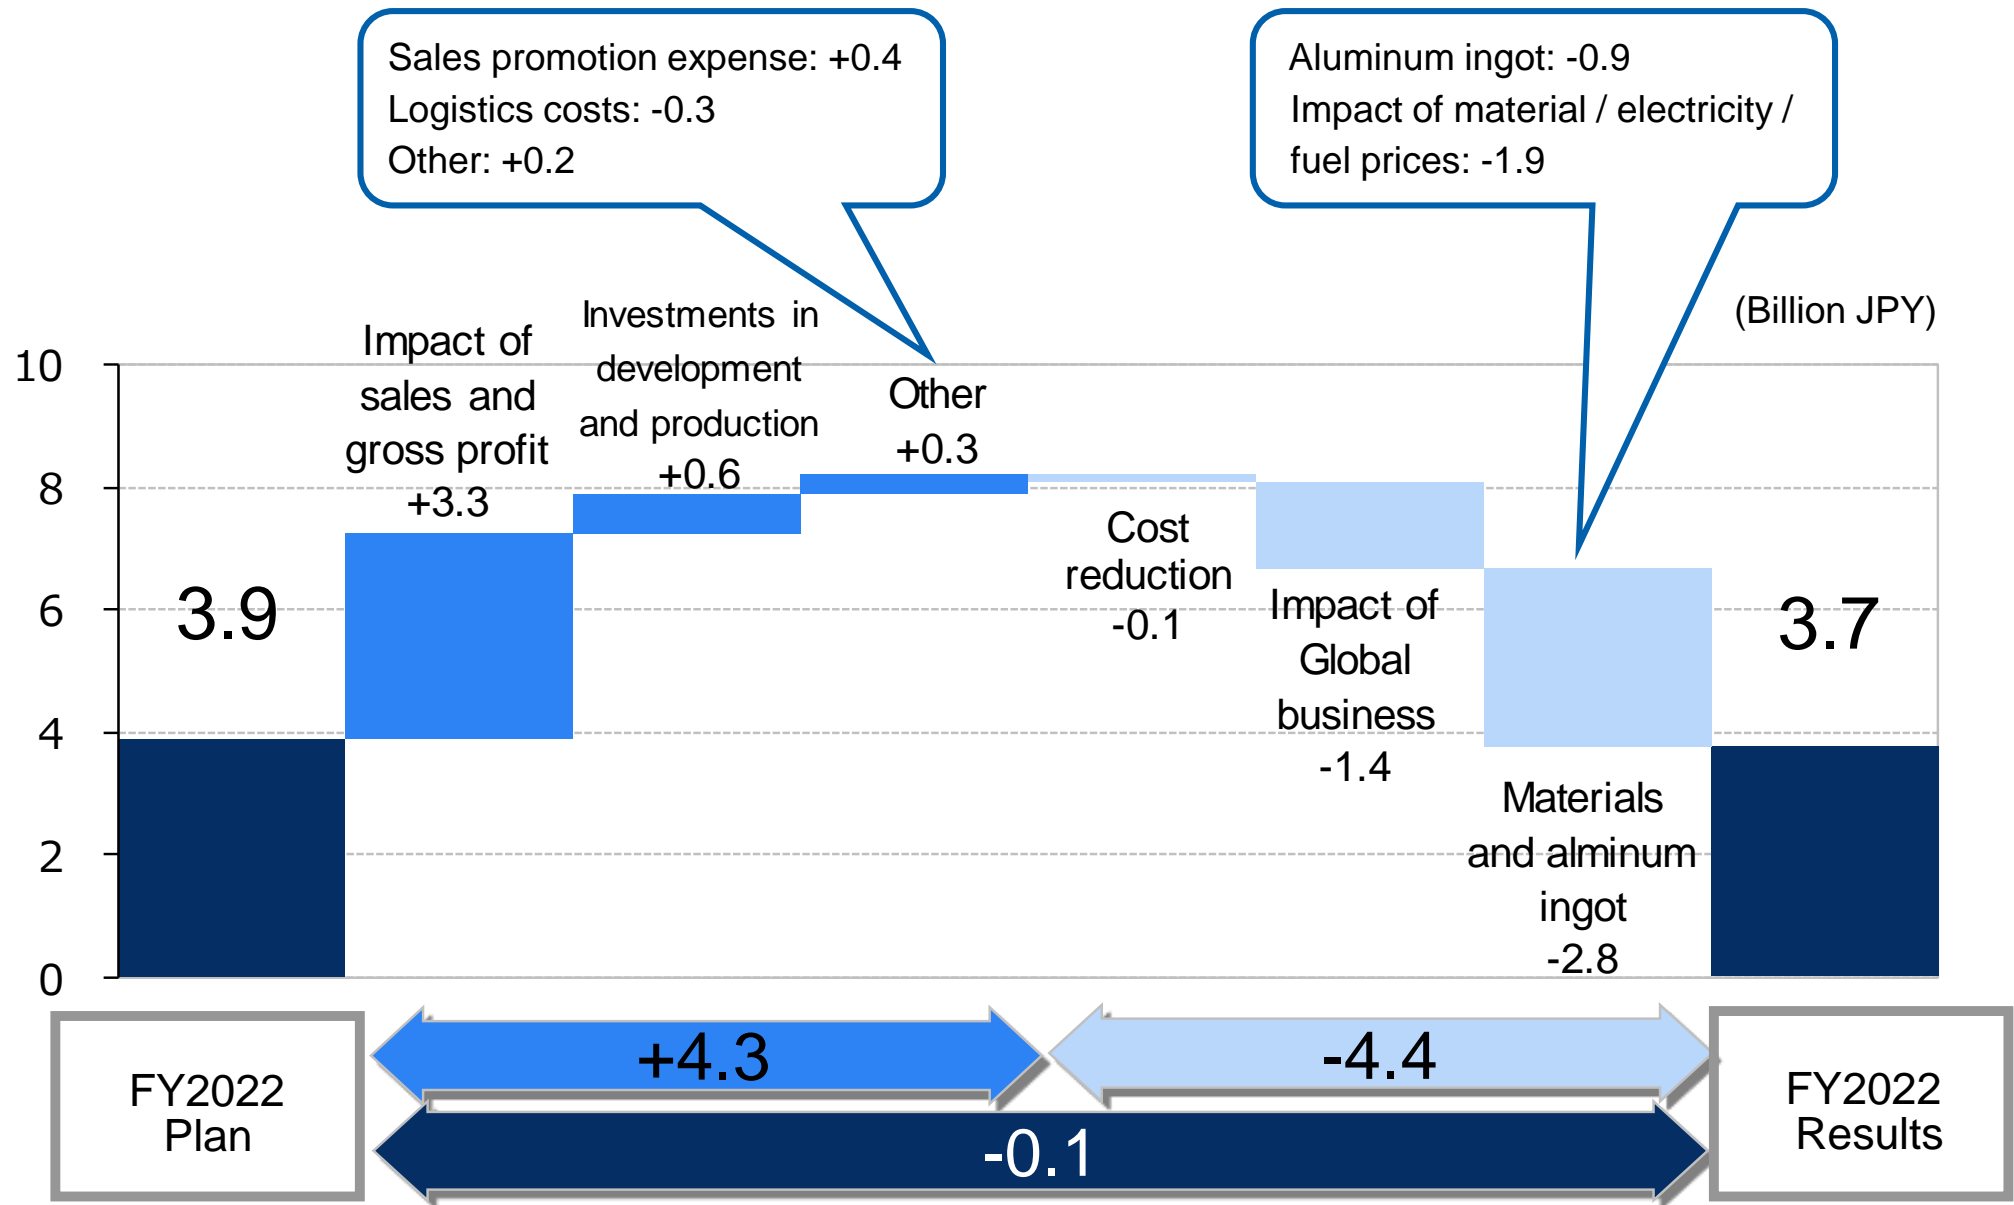 Sales promotion expense: +0.4
Logistics costs: -0.3
Other: +0.2
Aluminum ingot: -0.9
Impact of material / electricity /
fuel prices: -1.9
(Billion JPY)
10
8
6
4
2
0
3.9
Impact of
sales and
gross profit
+3.3
Investments in
development
and production
+0.6
Other
+0.3
Cost
reduction
-0.1
Impact of
Global
business
-1.4
Materials
and alminum
ingot
-2.8
3.7
FY2022
Plan
+4.3
-4.4
-0.1
FY2022
Results